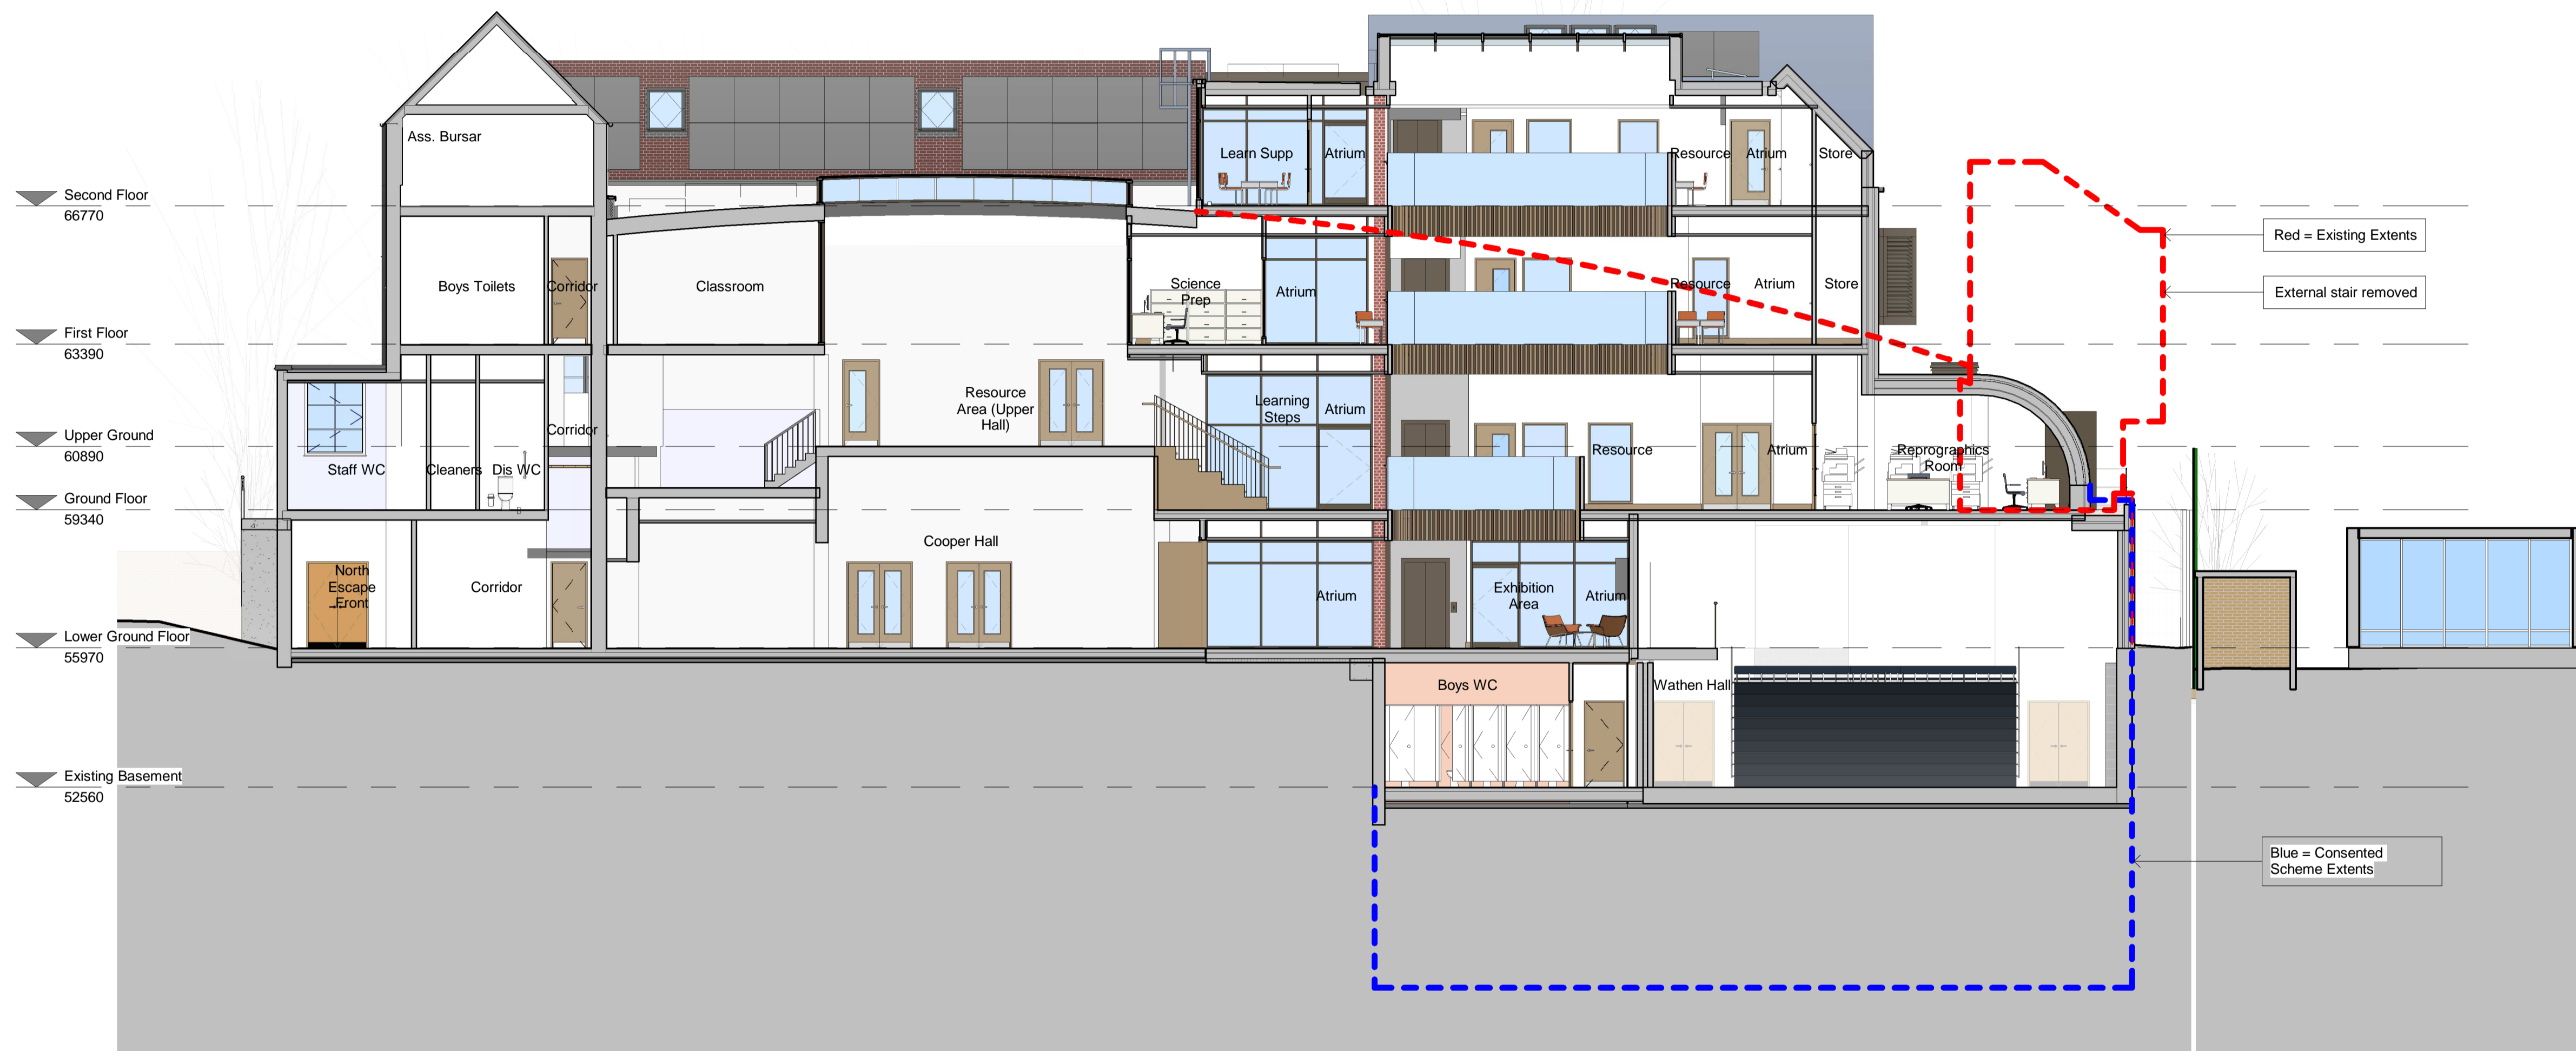 Ass. Bursar
Learn Supp
Atrium
Resource
Atrium
Store
Second Floor
66770
Red = Existing Extents
Boys Toilets
Corridor
Classroom
Science
Prep
Atrium
Resource
Atrium
Store
External stair removed
First Floor
63390
Resource
Area (Upper
Hall)
Learning
Steps
Atrium
Corridor
Upper Ground
60890
Resource
Atrium
Reprographics
Room
Staff WC
Cleaners
Dis WC
Ground Floor
59340
Cooper Hall
North
Escape
Front
Corridor
Atrium
Exhibition
Area
Atrium
Lower Ground Floor
55970
Boys WC
Wathen Hall
Existing Basement
52560
Blue = Consented
Scheme Extents